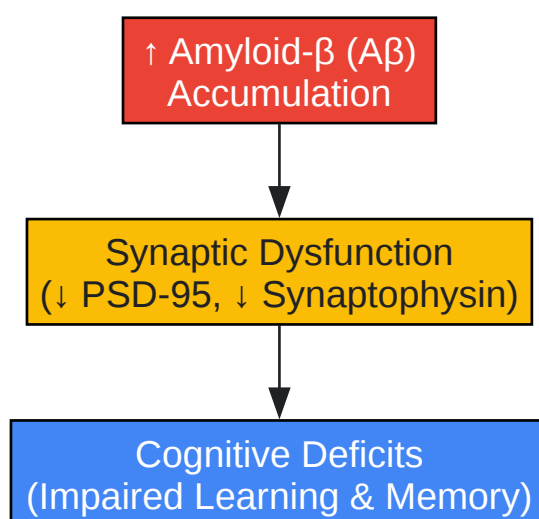 ↑ Amyloid-β (Aβ)
Accumulation
Synaptic Dysfunction
(↓ PSD-95, ↓ Synaptophysin)
Cognitive Deficits
(Impaired Learning & Memory)